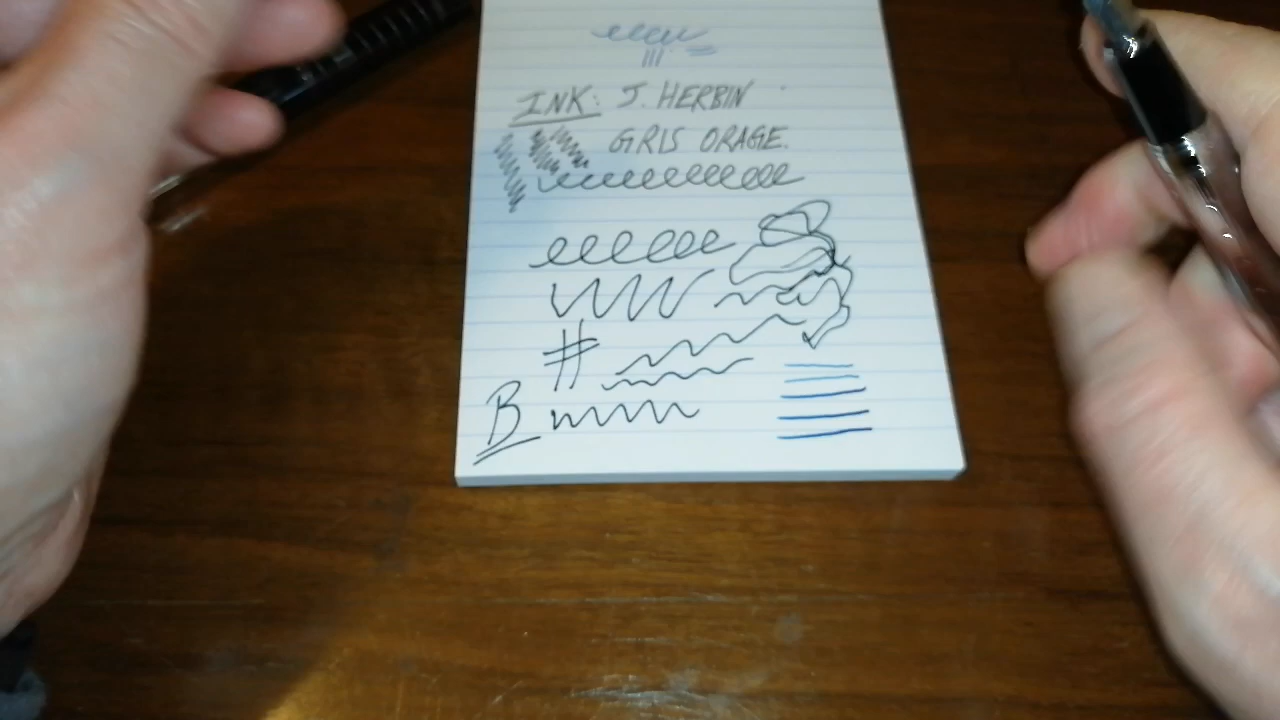 INK: J. HERBIN
GRIS ORAGE.
#
B